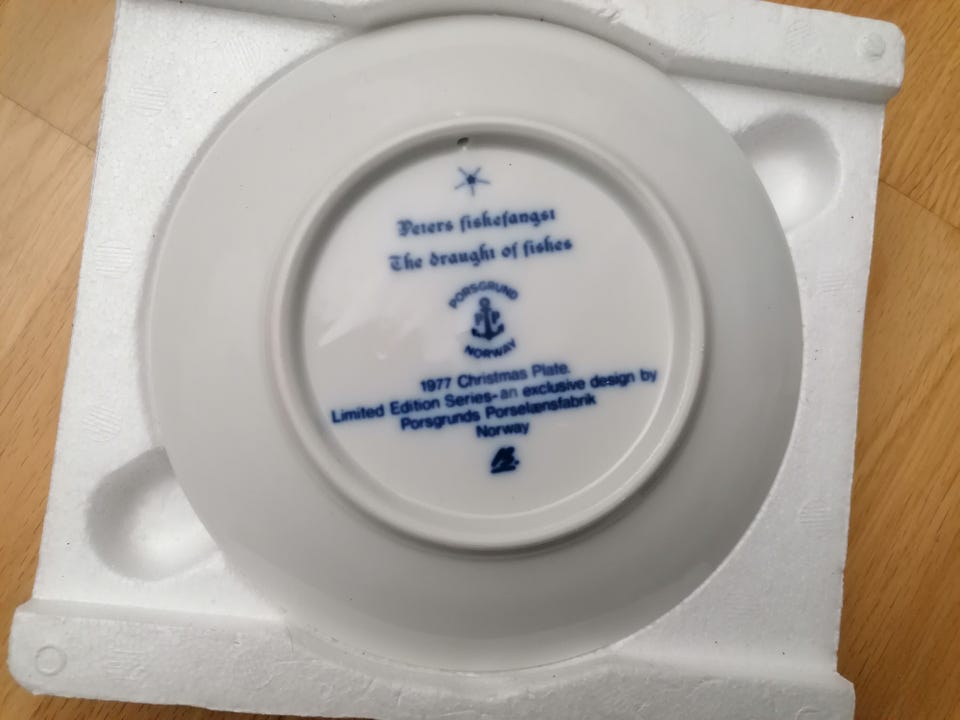 Peters fiskefangst
The draught of fishes
PORSGRUND
P P
NORWAY
1977 Christmas Plate.
Limited Edition Series-an exclusive design by
Porsgrunds Porselænsfabrik
Norway